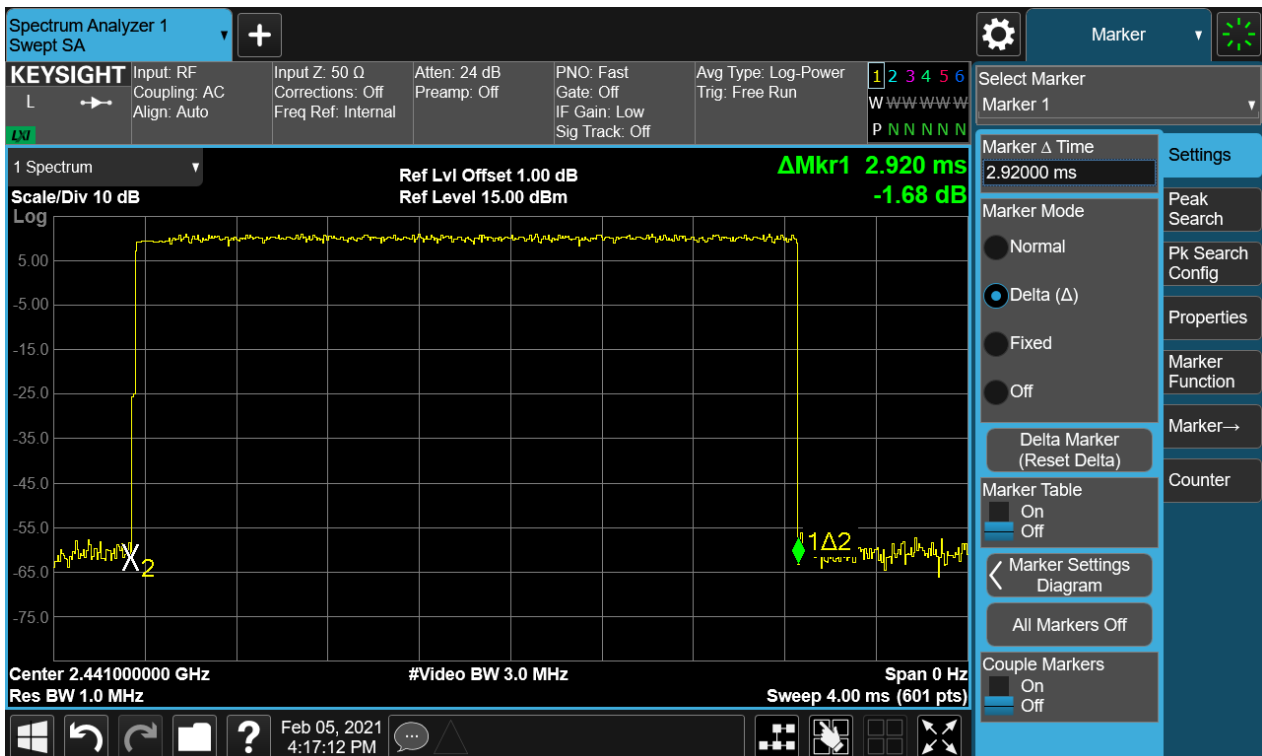 Spectrum Analyzer 1
Swept SA
+
Marker
KEYSIGHT
L
LXI
Input: RF
Coupling: AC
Align: Auto
Input Z: 50 Ω
Corrections: Off
Freq Ref: Internal
Atten: 24 dB
Preamp: Off
PNO: Fast
Gate: Off
IF Gain: Low
Sig Track: Off
Avg Type: Log-Power
Trig: Free Run
1 2 3 4 5 6
W W W W W W
P N N N N N
Select Marker
Marker 1
1 Spectrum
Scale/Div 10 dB
Log
Ref Lvl Offset 1.00 dB
Ref Level 15.00 dBm
ΔMkr1 2.920 ms
-1.68 dB
5.00
-5.00
-15.0
-25.0
-35.0
-45.0
-55.0
-65.0
-75.0
X2
1Δ2
Center 2.441000000 GHz
Res BW 1.0 MHz
#Video BW 3.0 MHz
Span 0 Hz
Sweep 4.00 ms (601 pts)
Marker Δ Time
2.92000 ms
Marker Mode
Normal
Delta (Δ)
Fixed
Off
Delta Marker
(Reset Delta)
Marker Table
On
Off
Marker Settings
Diagram
All Markers Off
Couple Markers
On
Off
Settings
Peak
Search
Pk Search
Config
Properties
Marker
Function
Marker→
Counter
?
Feb 05, 2021
4:17:12 PM